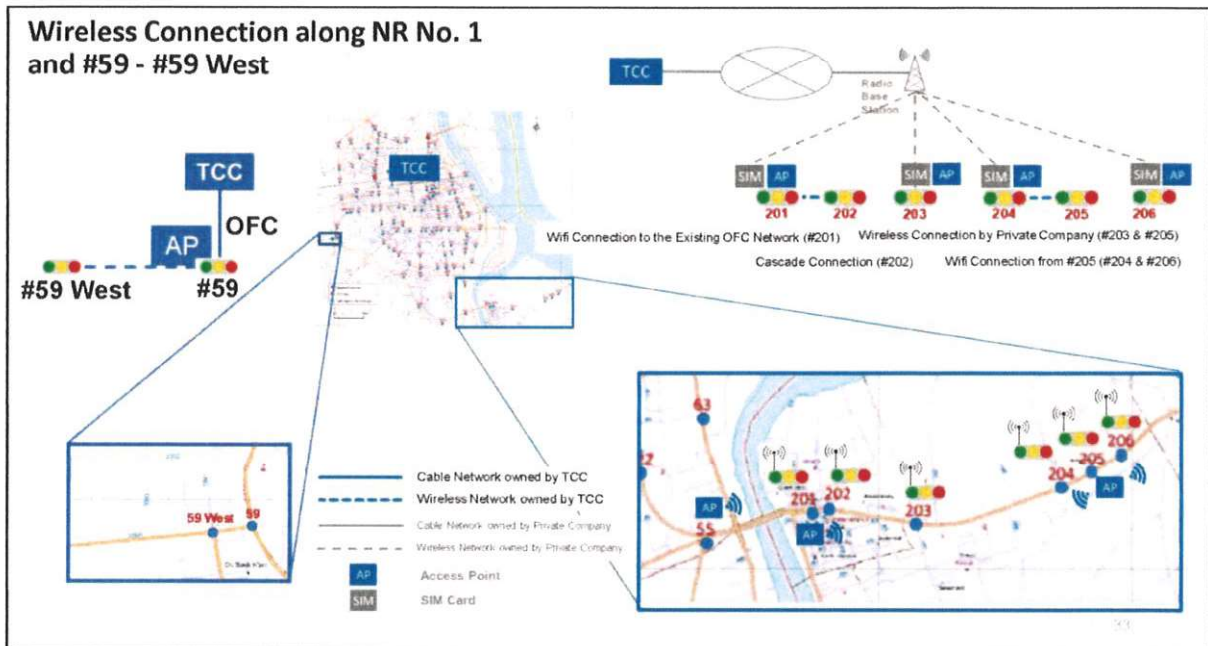 Wireless Connection along NR No. 1
and #59 - #59 West
TCC
Radio
Base
Station
TCC
TCC
OFC
AP
#59 West
#59
SIM
AP
SIM
AP
SIM
AP
SIM
AP
201
202
203
204
205
206
Wifi Connection to the Existing OFC Network (#201)
Wireless Connection by Private Company (#203 & #205)
Cascade Connection (#202)
Wifi Connection from #205 (#204 & #206)
59 West
59
Cable Network owned by TCC
Wireless Network owned by TCC
Cable Network owned by Private Company
Wireless Network owned by Private Company
AP
Access Point
SIM
SIM Card
63
55
AP
201
202
AP
203
204
205
206
AP
33